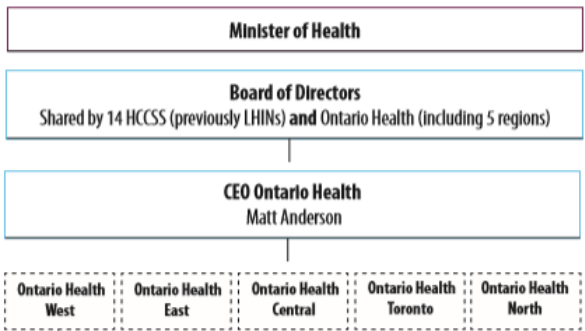 Minister of Health
Board of Directors
Shared by 14 HCCSS (previously LHINs) and Ontario Health (including 5 regions)
CEO Ontario Health
Matt Anderson
Ontario Health
West
Ontario Health
East
Ontario Health
Central
Ontario Health
Toronto
Ontario Health
North